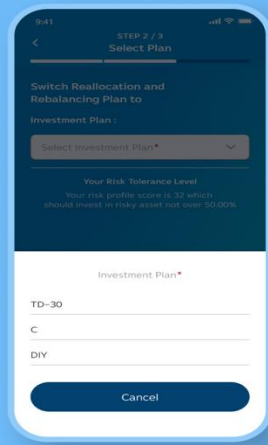 9:41
STEP 2 / 3
Select Plan
Switch Reallocation and
Rebalancing Plan to
Investment Plan :
Select Investment Plan*
Your Risk Tolerance Level
Your risk profile score is 32 which
should invest in risky asset not over 50.00%
Investment Plan*
TD-30
C
DIY
Cancel